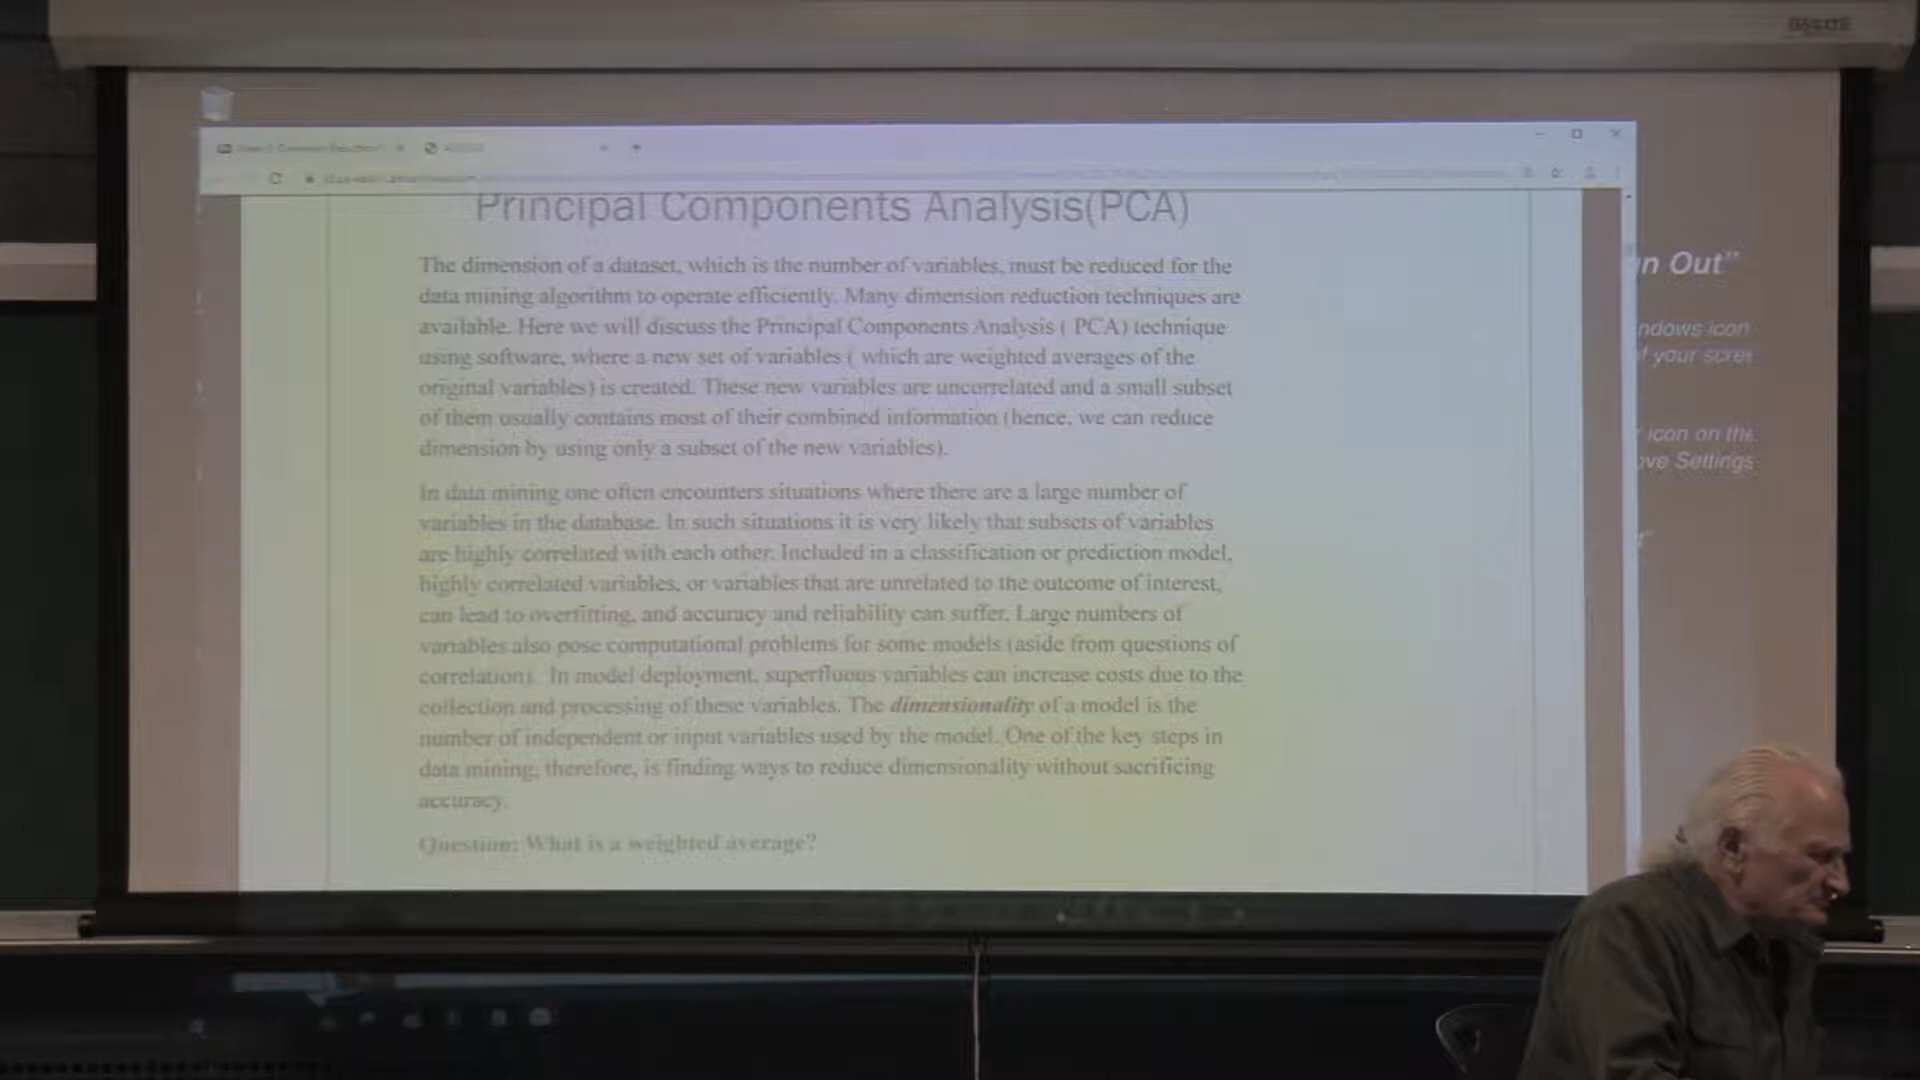 Principal Components Analysis(PCA)
The dimension of a dataset, which is the number of variables, must be reduced for the
data mining algorithm to operate efficiently. Many dimension reduction techniques are
available. Here we will discuss the Principal Components Analysis ( PCA) technique
using software, where a new set of variables ( which are weighted averages of the
original variables) is created. These new variables are uncorrelated and a small subset
of them usually contains most of their combined information (hence, we can reduce
dimension by using only a subset of the new variables).
In data mining one often encounters situations where there are a large number of
variables in the database. In such situations it is very likely that subsets of variables
are highly correlated with each other. Included in a classification or prediction model,
highly correlated variables, or variables that are unrelated to the outcome of interest,
can lead to overfitting, and accuracy and reliability can suffer. Large numbers of
variables also pose computational problems for some models (aside from questions of
correlation). In model deployment, superfluous variables can increase costs due to the
collection and processing of these variables. The dimensionality of a model is the
number of independent or input variables used by the model. One of the key steps in
data mining, therefore, is finding ways to reduce dimensionality without sacrificing
accuracy.
Question: What is a weighted average?
n Out"
ndows icon
f your scree
icon on the
ove Settings